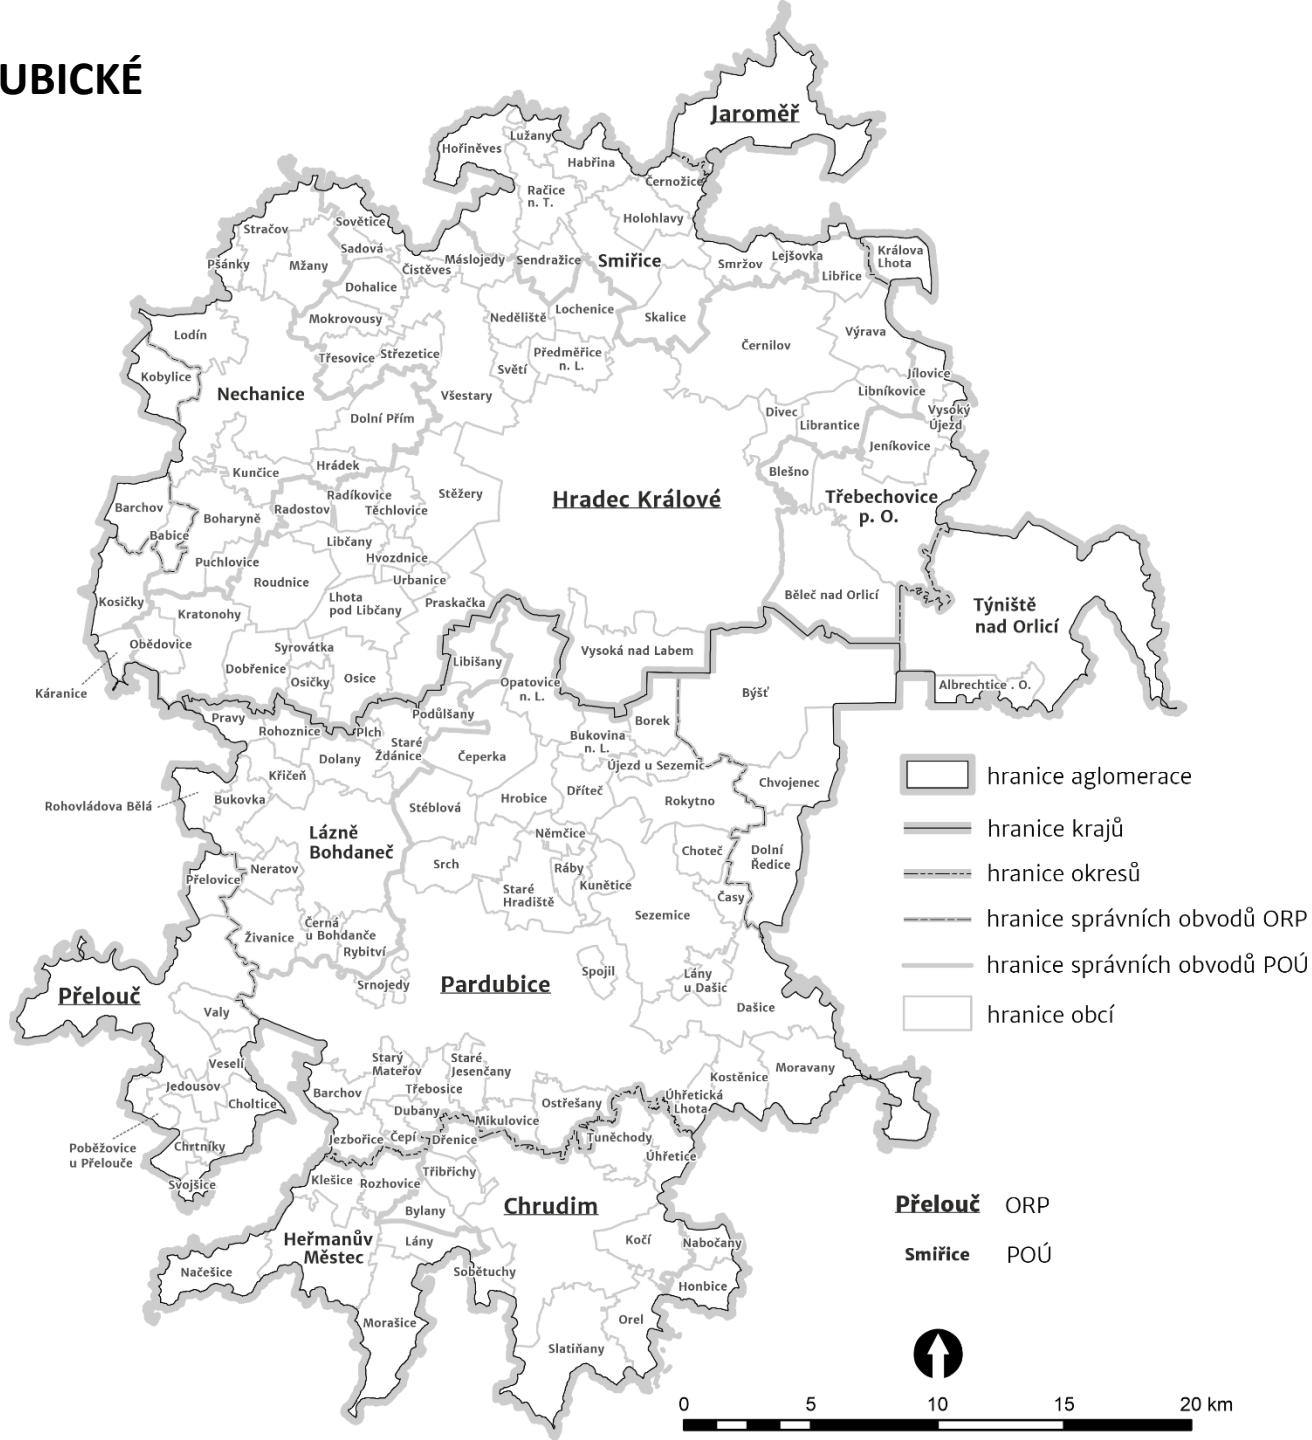 UBICKÉ
Jaroměř
Lužany
Hořiněves
Habřina
Černožice
Račice
n. T.
Holohlavy
Sovětice
Stračov
Sadová
Králova
Lhota
Pšánky
Mžany
Čistěves
Máslojedy
Sendražice
Smiřice
Smržov
Lejšovka
Libřice
Dohalice
Mokrovousy
Neděliště
Lochenice
Skalice
Lodín
Výrava
Černilov
Třesovice
Střezetice
Světí
Předměřice
n. L.
Kobylice
Jílovice
Nechanice
Všestary
Libníkovice
Dolní Přím
Divec
Librantice
Vysoký
Újezd
Jeníkovice
Kunčice
Hrádek
Blešno
Barchov
Radíkovice
Stěžery
Hradec Králové
Třebechovice
p. O.
Radostov
Těchlovice
Boharyně
Babice
Libčany
Hvozdnice
Puchlovice
Roudnice
Urbanice
Kosičky
Lhota
pod Libčany
Praskačka
Běleč nad Orlicí
Týniště
nad Orlicí
Kratonohy
Obědovice
Syrovátka
Vysoká nad Labem
Libišany
Dobřenice
Osičky
Osice
Káranice
Opatovice
n. L.
Býšť
Albrechtice . O.
Pravy
Podůlšany
Borek
Rohoznice
Plch
Staré
Ždánice
Bukovina
n. L.
Dolany
Čeperka
Újezd u Sezemic
Křičeň
Chvojenec
hranice aglomerace
Rohovládova Bělá
Bukovka
Stéblová
Hrobice
Dříteč
Rokytno
Lázně
Bohdaneč
Němčice
hranice krajů
Choteč
Dolní
Ředice
Srch
Ráby
Neratov
Přelovice
Kunětice
hranice okresů
Staré
Hradiště
Časy
Sezemice
hranice správních obvodů ORP
Černá
u Bohdanče
Živanice
Rybitví
hranice správních obvodů POÚ
Spojil
Lány
u Dašic
Srnojedy
Pardubice
Přelouč
Valy
Dašice
hranice obcí
Starý
Mateřov
Staré
Jesenčany
Veselí
Moravany
Kostěnice
Jedousov
Třebosice
Barchov
Choltice
Dubany
Ostřešany
Úhřetická
Lhota
Mikulovice
Poběžovice
u Přelouče
Chrtníky
Jezbořice
Čepí
Dřenice
Tuněchody
Úhřetice
Svojšice
Klešice
Rozhovice
Třibřichy
Chrudim
Přelouč
ORP
Bylany
Heřmanův
Městec
Lány
Kočí
Nabočany
Smiřice
POÚ
Načešice
Sobětuchy
Honbice
Morašice
Orel
Slatiňany
0
5
10
15
20 km